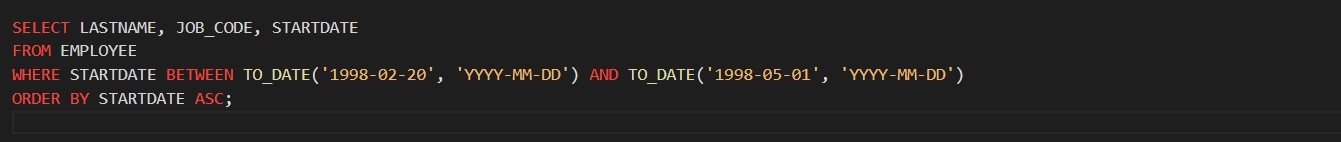 SELECT LASTNAME, JOB_CODE, STARTDATE
FROM EMPLOYEE
WHERE STARTDATE BETWEEN TO_DATE('1998-02-20', 'YYYY-MM-DD') AND TO_DATE('1998-05-01', 'YYYY-MM-DD')
ORDER BY STARTDATE ASC;